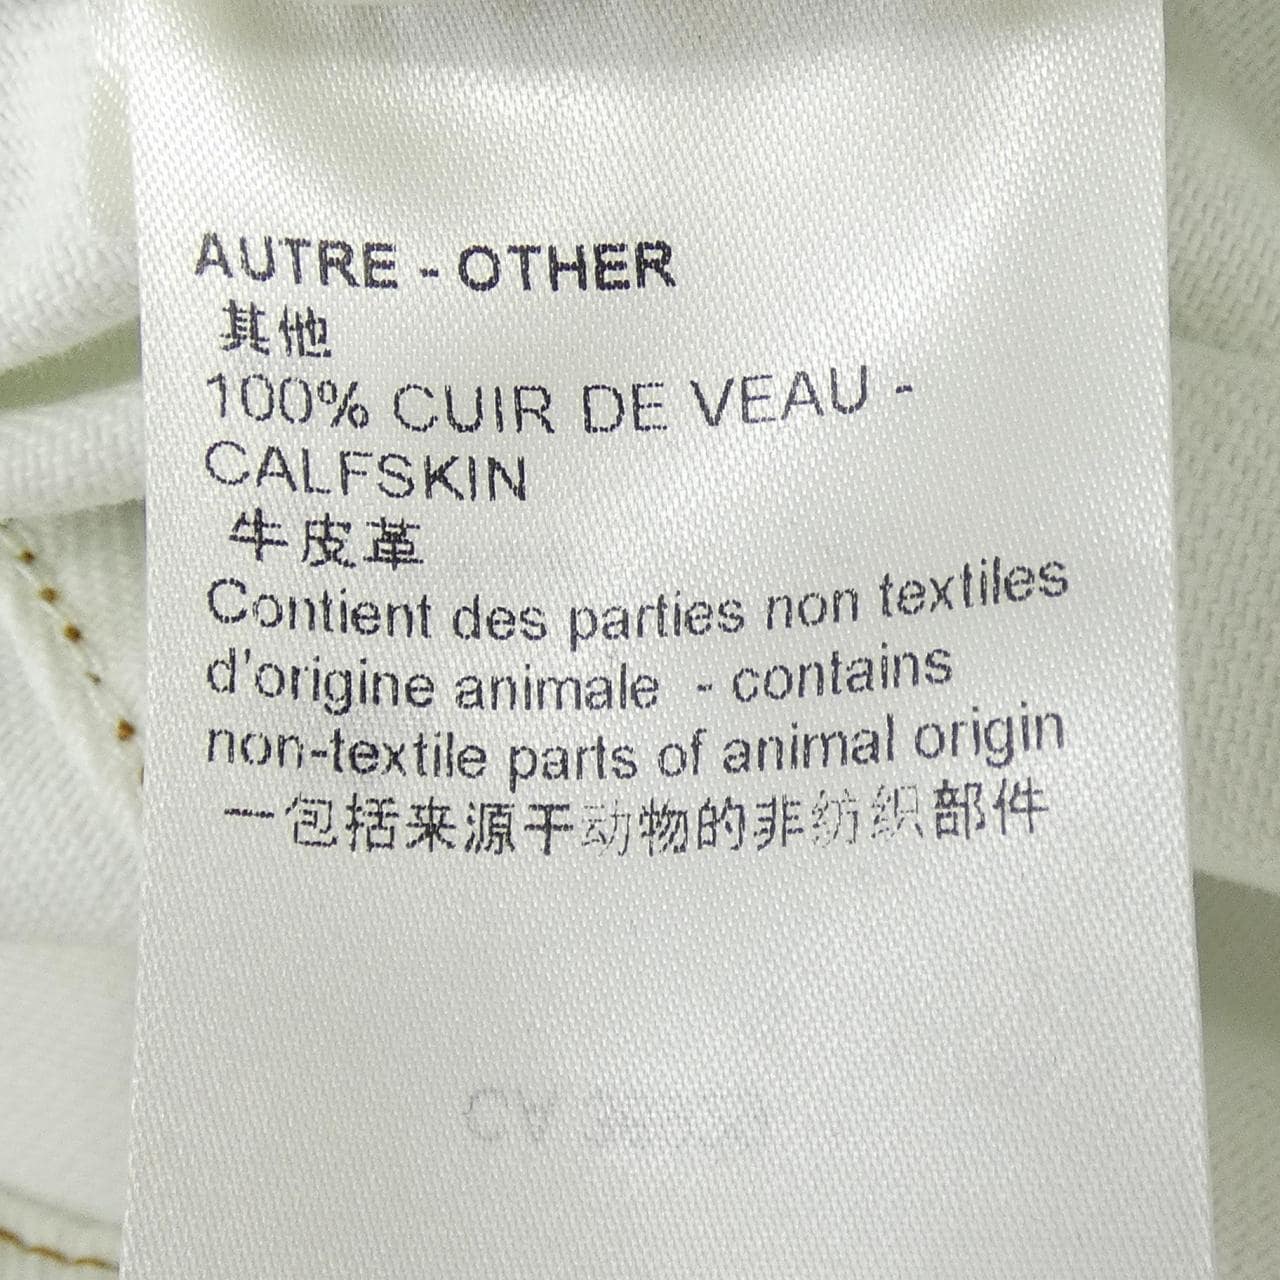 AUTRE - OTHER
其他
100% CUIR DE VEAU -
CALFSKIN
牛皮革
Contient des parties non textiles
d'origine animale - contains
non-textile parts of animal origin
一包括来源于动物的非纺织部件